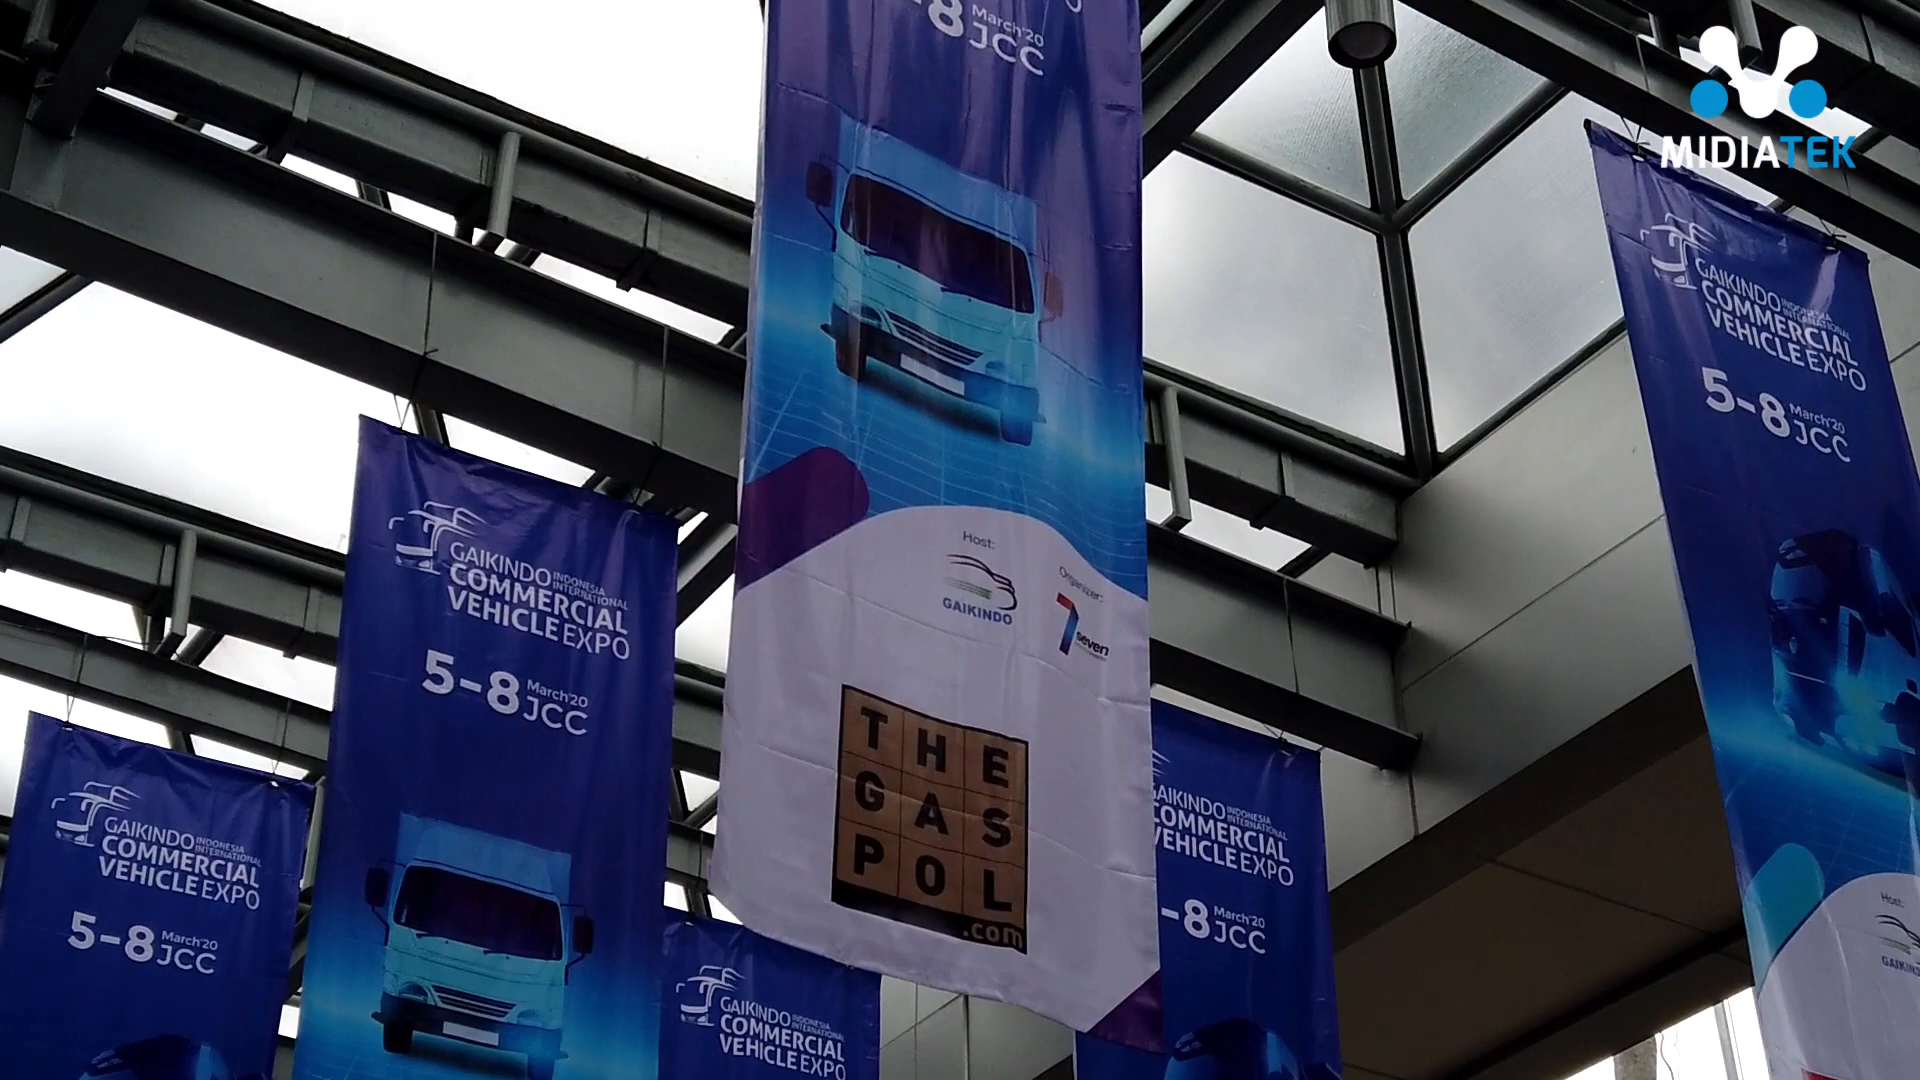 MIDIATEK
-8 March'20
JCC
Host:
GAIKINDO
Organizer:
7
seven
THE
GAS
POL
.com
GAIKINDO INDONESIA
INTERNATIONAL
COMMERCIAL
VEHICLE EXPO
5-8 March'20
JCC
Host:
GAIKIND
GAIKINDO INDONESIA
INTERNATIONAL
COMMERCIAL
VEHICLE EXPO
5-8 March'20
JCC
GAIKINDO INDONESIA
INTERNATIONAL
COMMERCIAL
VEHICLE EXPO
5-8 March'20
JCC
GAIKINDO INDONESIA
INTERNATIONAL
COMMERCIAL
VEHICLE EXPO
GAIKINDO INDONESIA
INTERNATIONAL
COMMERCIAL
VEHICLE EXPO
-8 March'20
JCC